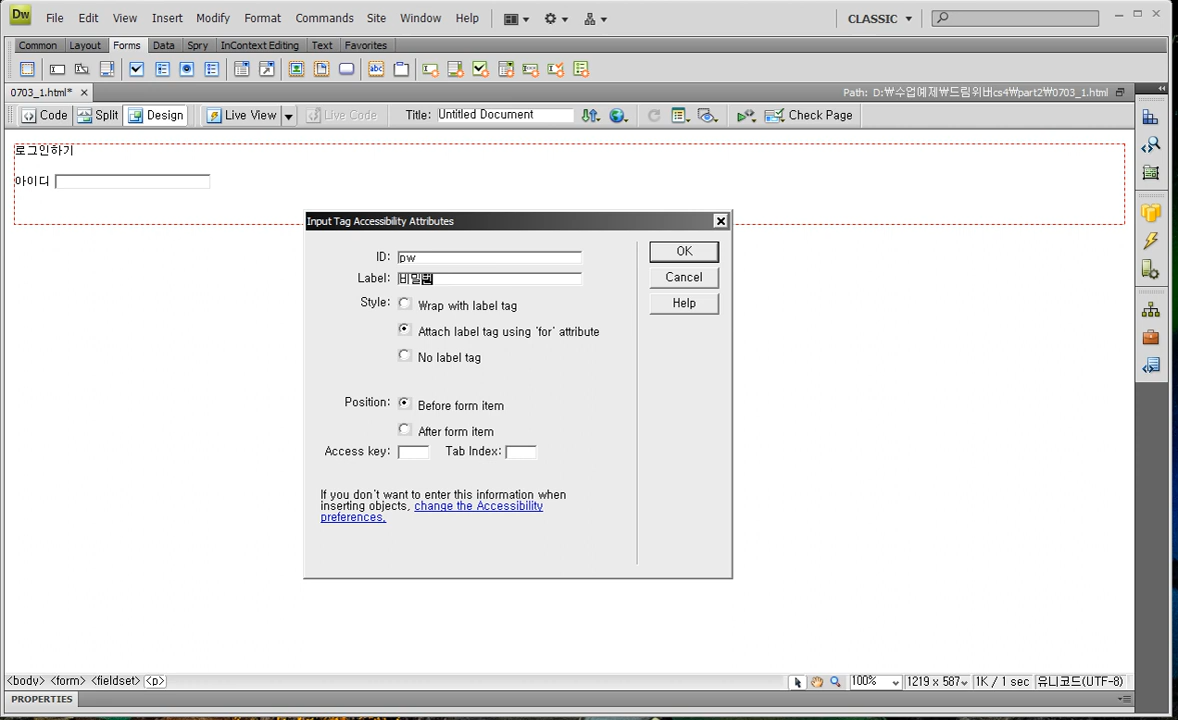 Dw File Edit View Insert Modify Format Commands Site Window Help CLASSIC
Common Layout Forms Data Spry InContext Editing Text Favorites
0703_1.html* Path: D:₩수업예제₩드림위버cs4₩part2₩0703_1.html
Code Split Design Live View Live Code Title: Untitled Document Check Page
로그인하기
아이디
Input Tag Accessibility Attributes
ID: pw OK
Label: 비밀번 Cancel
Style: Wrap with label tag Help
Attach label tag using 'for' attribute
No label tag
Position: Before form item
After form item
Access key: Tab Index:
If you don't want to enter this information when
inserting objects, change the Accessibility
preferences.
<body> <form> <fieldset> <p> 100% 1219 x 587 1K / 1 sec 유니코드(UTF-8)
PROPERTIES